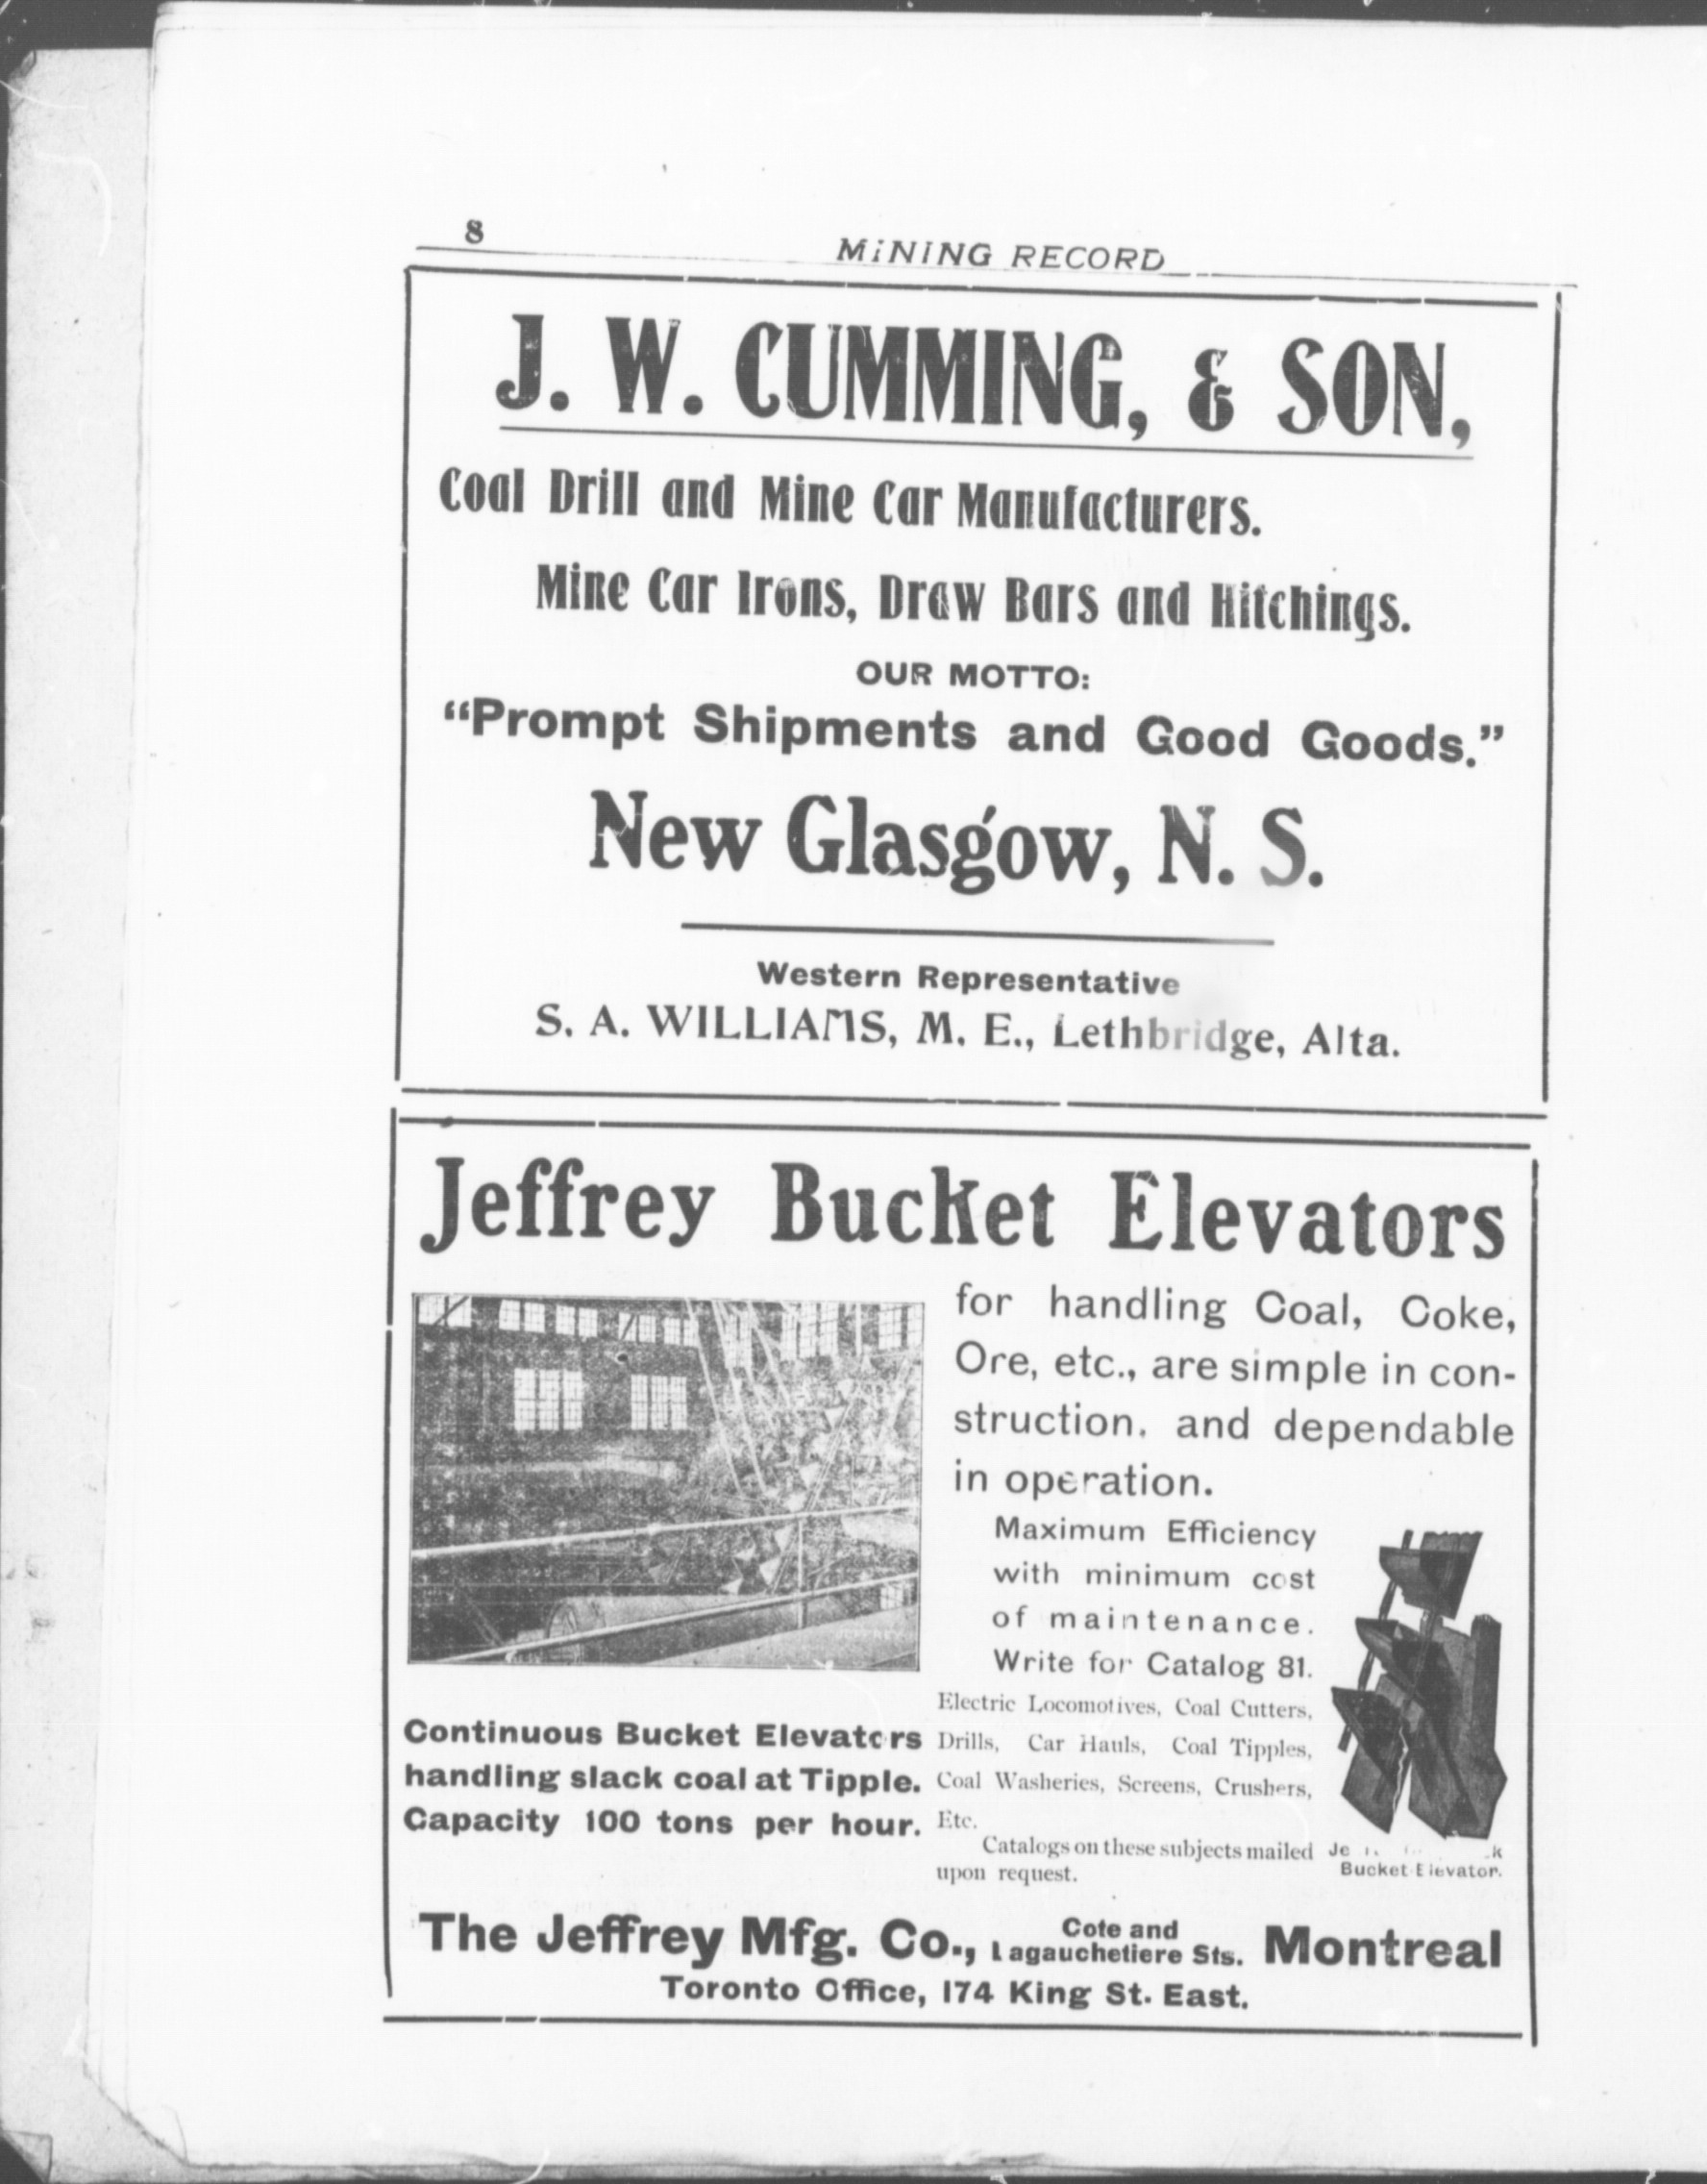 8
MINING RECORD
J. W. CUMMING, & SON,
Coal Drill and Mine Car Manufacturers.
Mine Car Irons, Draw Bars and Hitchings.
OUR MOTTO:
“Prompt Shipments and Good Goods.”
New Glasgow, N. S.
Western Representative
S. A. WILLIAMS, M. E., Lethbridge, Alta.
Jeffrey Bucket Elevators
for handling Coal, Coke,
Ore, etc., are simple in con-
struction. and dependable
in operation.
Maximum Efficiency
with minimum cost
of maintenance.
Write for Catalog 81.
Continuous Bucket Elevators
handling slack coal at Tipple.
Capacity 100 tons per hour.
Electric Locomotives, Coal Cutters,
Drills, Car Hauls, Coal Tipples,
Coal Washeries, Screens, Crushers,
Etc.
Catalogs on these subjects mailed
upon request.
Bucket Elevator.
The Jeffrey Mfg. Co., Cote and Lagauchetiere Sts. Montreal
Toronto Office, 174 King St. East.